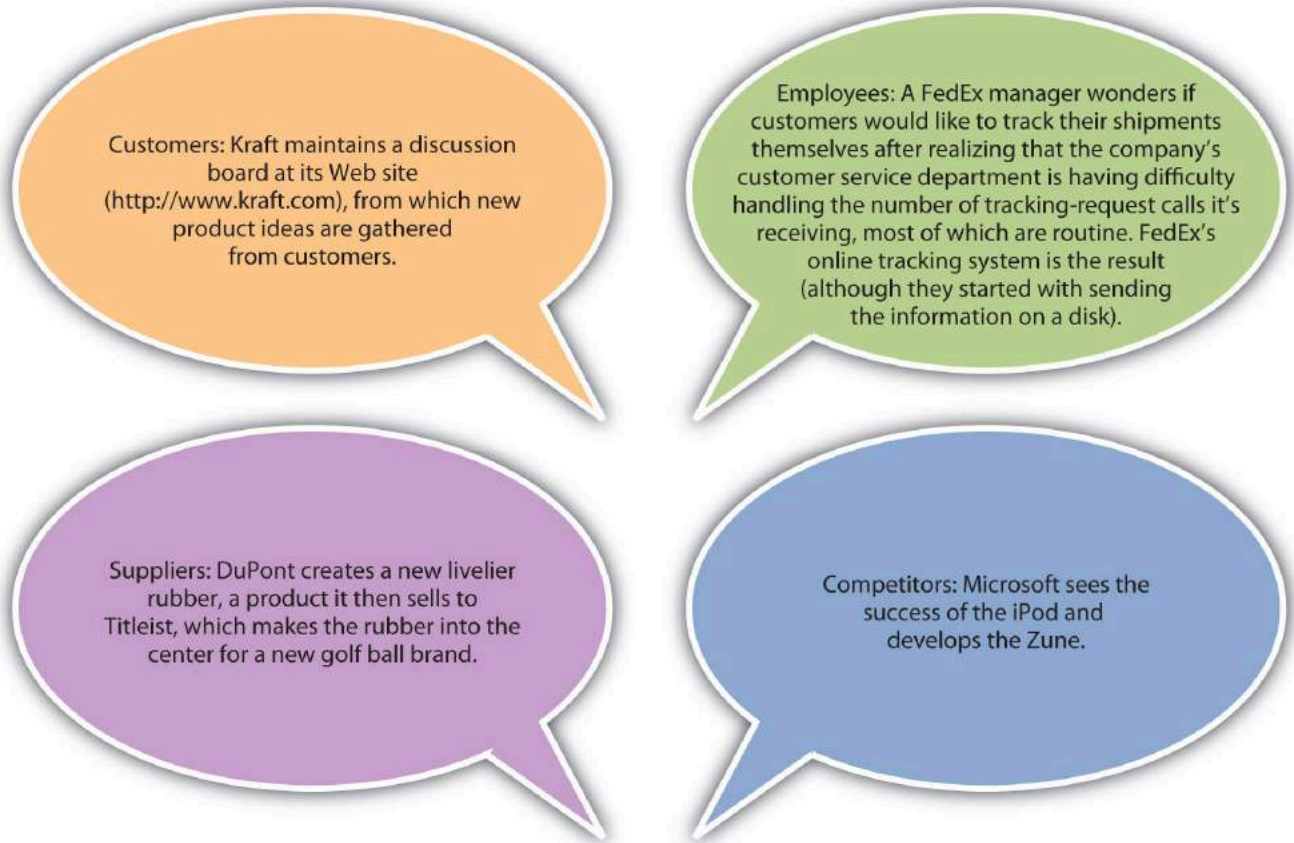 Customers: Kraft maintains a discussion
board at its Web site
(http://www.kraft.com), from which new
product ideas are gathered
from customers.
Employees: A FedEx manager wonders if
customers would like to track their shipments
themselves after realizing that the company’s
customer service department is having difficulty
handling the number of tracking-request calls it’s
receiving, most of which are routine. FedEx’s
online tracking system is the result
(although they started with sending
the information on a disk).
Suppliers: DuPont creates a new livelier
rubber, a product it then sells to
Titleist, which makes the rubber into the
center for a new golf ball brand.
Competitors: Microsoft sees the
success of the iPod and
develops the Zune.